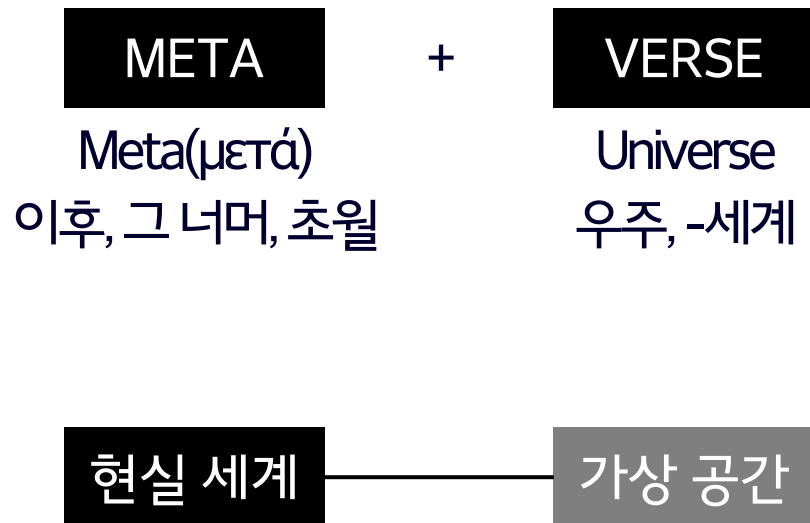 META + VERSE
Meta(μετά) Universe
이후, 그 너머, 초월 우주, -세계
현실 세계 가상 공간